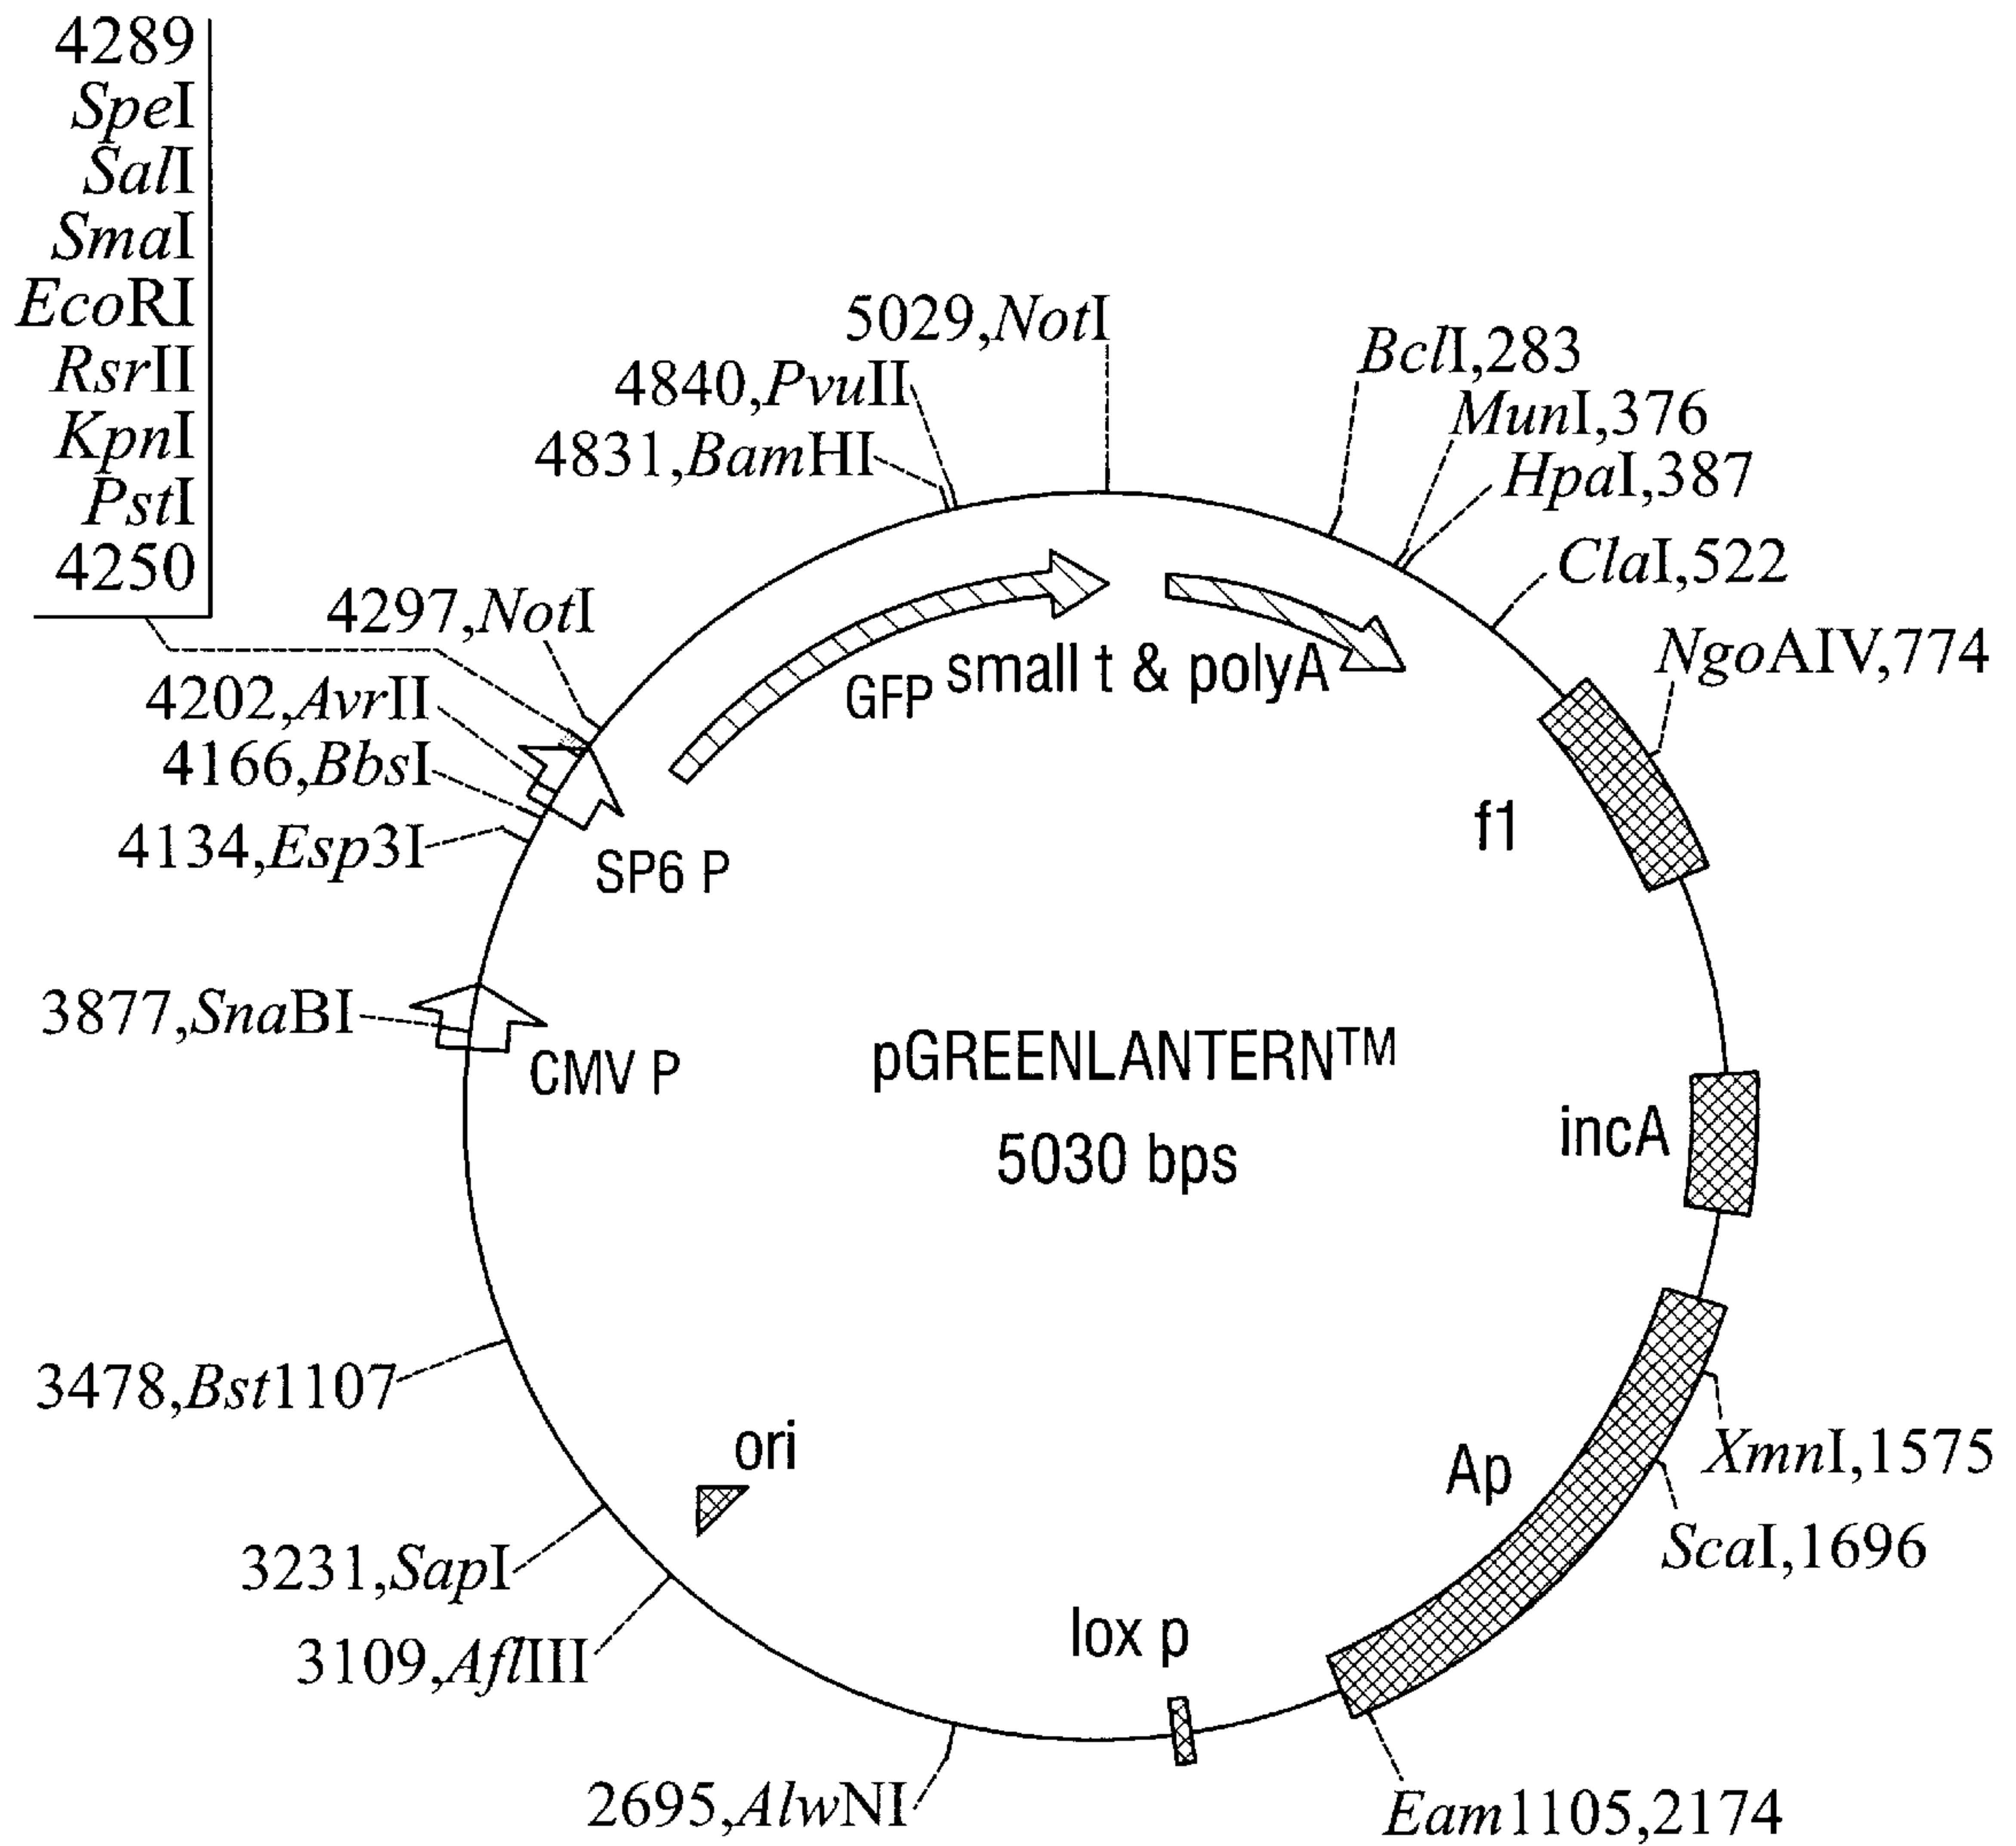 4289
SpeI
SalI
SmaI
EcoRI
RsrII
KpnI
PstI
4250
5029,NotI
4840,PvuII
4831,BamHI
BclI,283
MunI,376
HpaI,387
ClaI,522
NgoAIV,774
4297,NotI
4202,AvrII
4166,BbsI
4134,Esp3I
GFP
small t & polyA
f1
SP6 P
3877,SnaBI
CMV P
pGREENLANTERN™
5030 bps
incA
3478,Bst1107
ori
Ap
XmnI,1575
ScaI,1696
3231,SapI
3109,AflIII
lox p
2695,AlwNI
Eam1105,2174